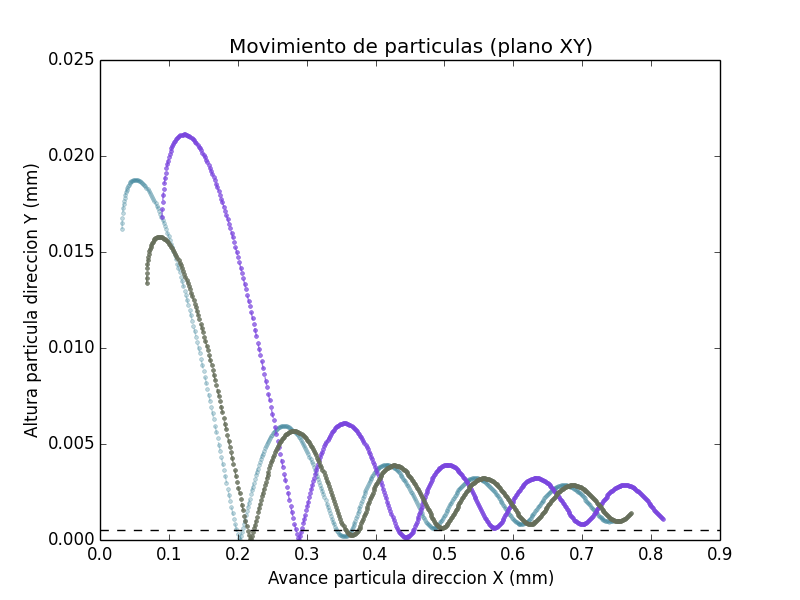 Movimiento de particulas (plano XY)
Altura particula direccion Y (mm)
0.025
0.020
0.015
0.010
0.005
0.000
0.0 0.1 0.2 0.3 0.4 0.5 0.6 0.7 0.8 0.9
Avance particula direccion X (mm)